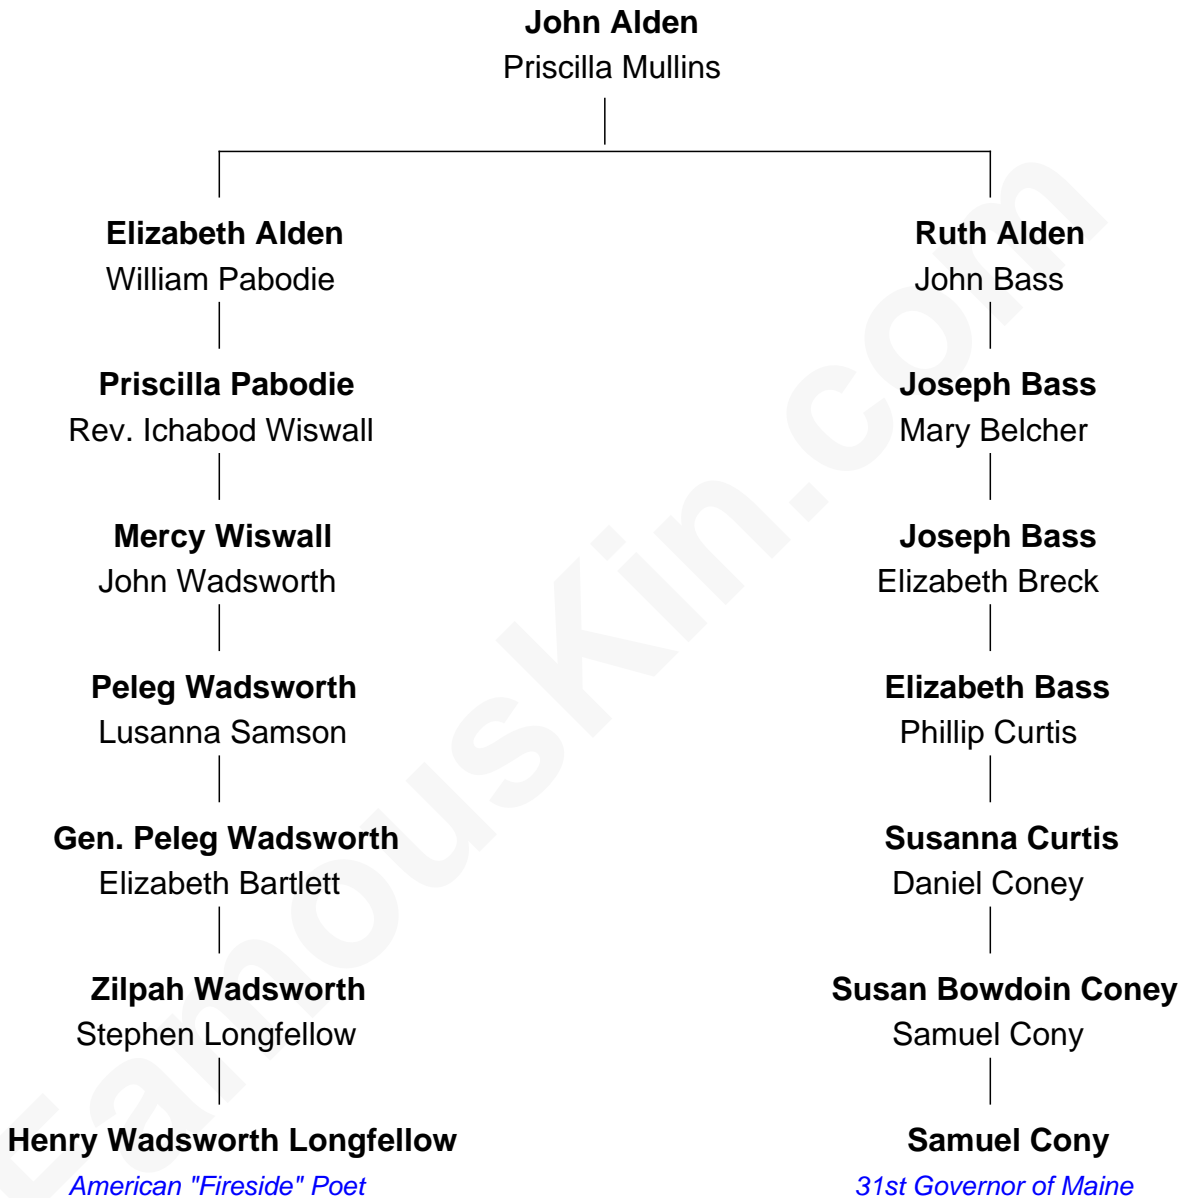 John Alden
Priscilla Mullins
Elizabeth Alden
William Pabodie
Ruth Alden
John Bass
Priscilla Pabodie
Rev. Ichabod Wiswall
Joseph Bass
Mary Belcher
Mercy Wiswall
John Wadsworth
Joseph Bass
Elizabeth Breck
Peleg Wadsworth
Lusanna Samson
Elizabeth Bass
Phillip Curtis
Gen. Peleg Wadsworth
Elizabeth Bartlett
Susanna Curtis
Daniel Coney
Zilpah Wadsworth
Stephen Longfellow
Susan Bowdoin Coney
Samuel Cony
Henry Wadsworth Longfellow
American "Fireside" Poet
Samuel Cony
31st Governor of Maine
FamousKin.com